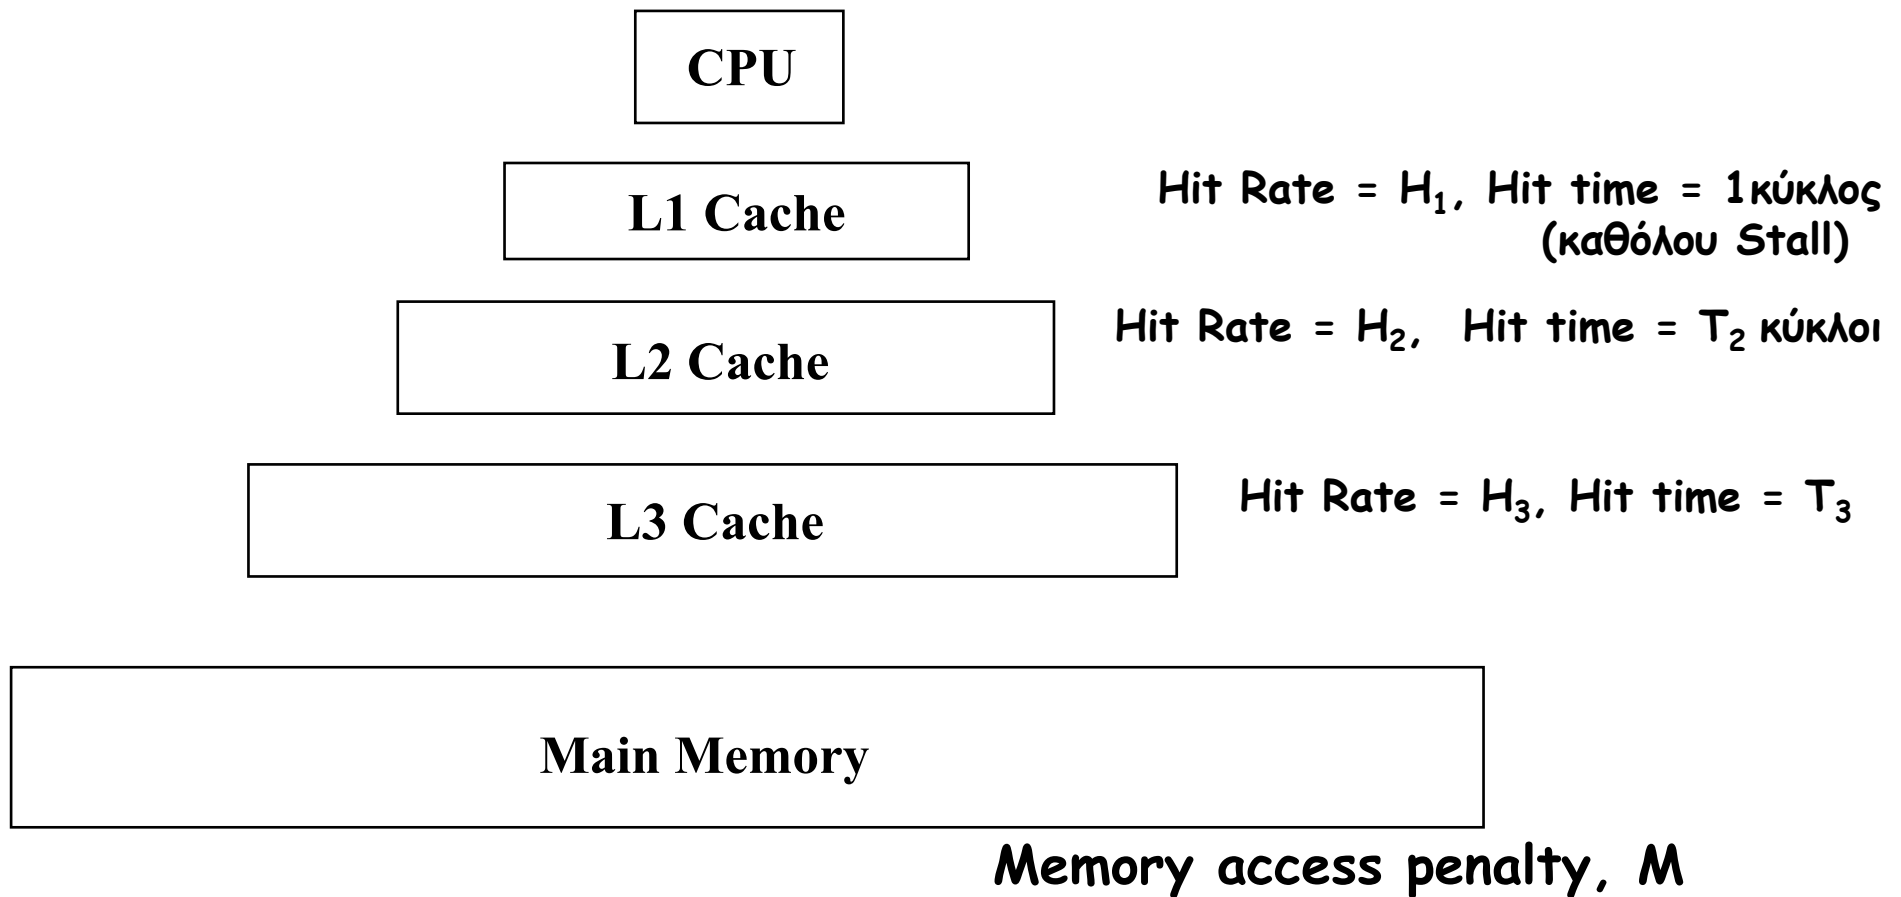 CPU
L1 Cache
Hit Rate = H₁, Hit time = 1κύκλος
(καθόλου Stall)
L2 Cache
Hit Rate = H₂, Hit time = T₂ κύκλοι
L3 Cache
Hit Rate = H₃, Hit time = T₃
Main Memory
Memory access penalty, M